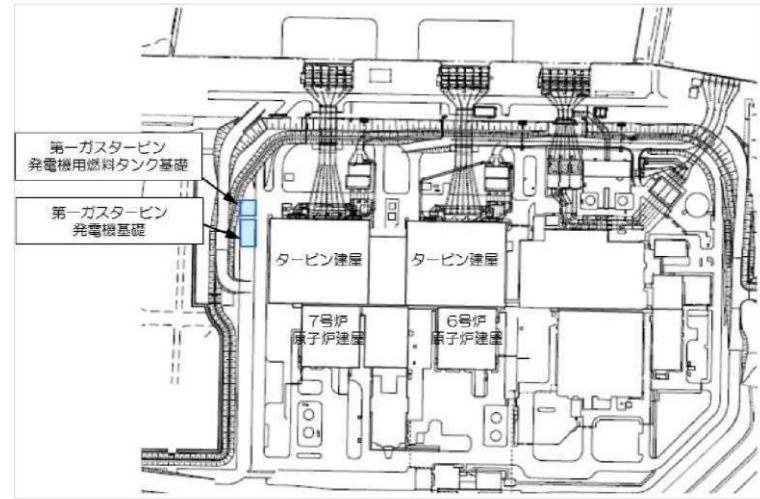 第一ガスタービン
発電機用燃料タンク基礎
第一ガスタービン
発電機基礎
タービン建屋
タービン建屋
7号炉
原子炉建屋
6号炉
原子炉建屋